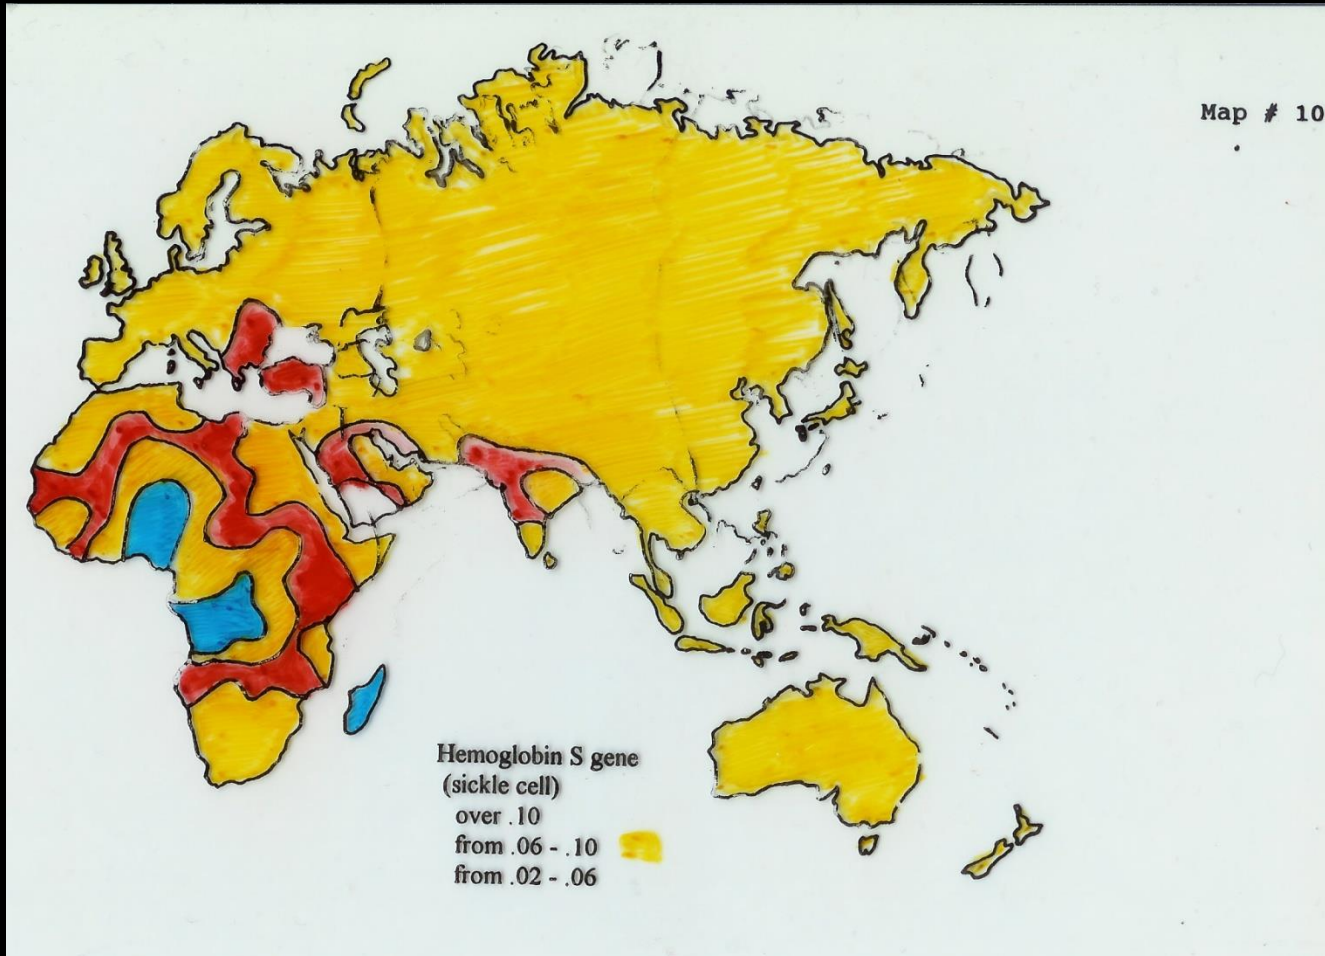 Map # 10
Hemoglobin S gene
(sickle cell)
over .10
from .06 - .10
from .02 - .06